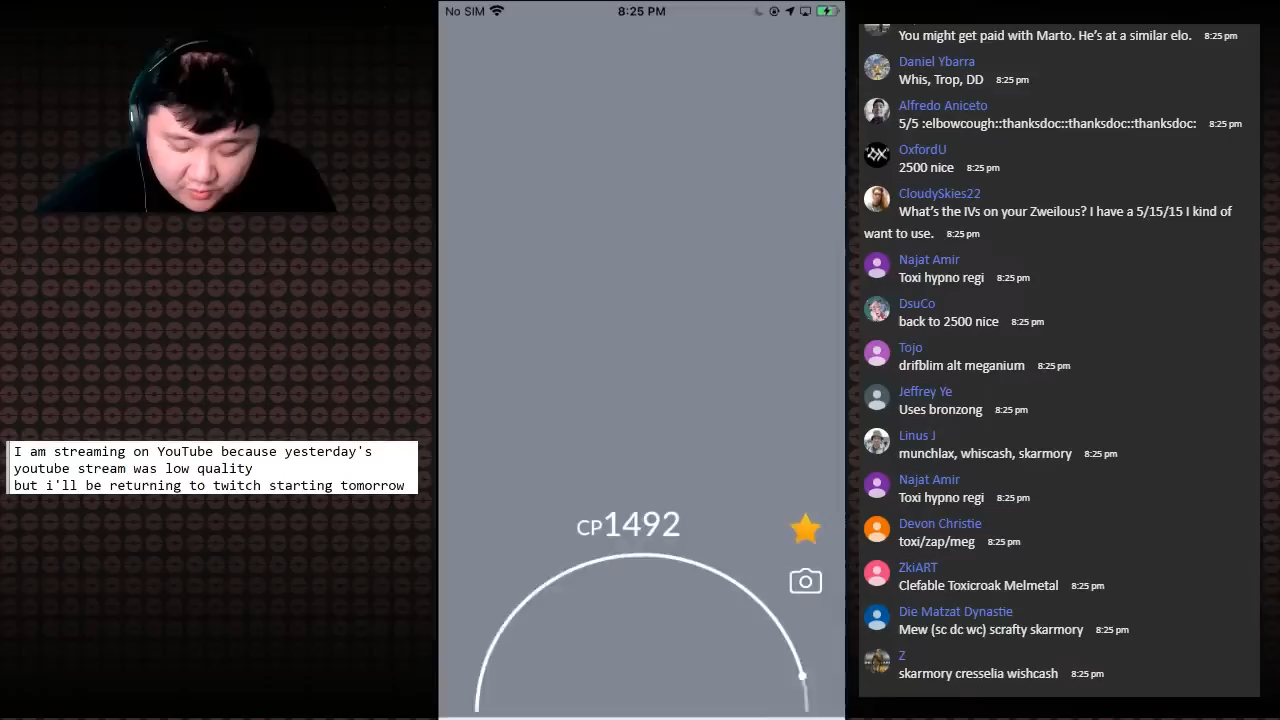 No SIM
8:25 PM
I am streaming on YouTube because yesterday's
youtube stream was low quality
but i'll be returning to twitch starting tomorrow
CP1492
You might get paid with Marto. He's at a similar elo. 8:25 pm
Daniel Ybarra
Whis, Trop, DD 8:25 pm
Alfredo Aniceto
5/5 :elbowcough::thanksdoc::thanksdoc::thanksdoc: 8:25 pm
OxfordU
2500 nice 8:25 pm
CloudySkies22
What's the IVs on your Zweilous? I have a 5/15/15 I kind of
want to use. 8:25 pm
Najat Amir
Toxi hypno regi 8:25 pm
DsuCo
back to 2500 nice 8:25 pm
Tojo
drifblim alt meganium 8:25 pm
Jeffrey Ye
Uses bronzong 8:25 pm
Linus J
munchlax, whiscash, skarmory 8:25 pm
Najat Amir
Toxi hypno regi 8:25 pm
Devon Christie
toxi/zap/meg 8:25 pm
ZkiART
Clefable Toxicroak Melmetal 8:25 pm
Die Matzat Dynastie
Mew (sc dc wc) scrafty skarmory 8:25 pm
Z
skarmory cresselia wishcash 8:25 pm